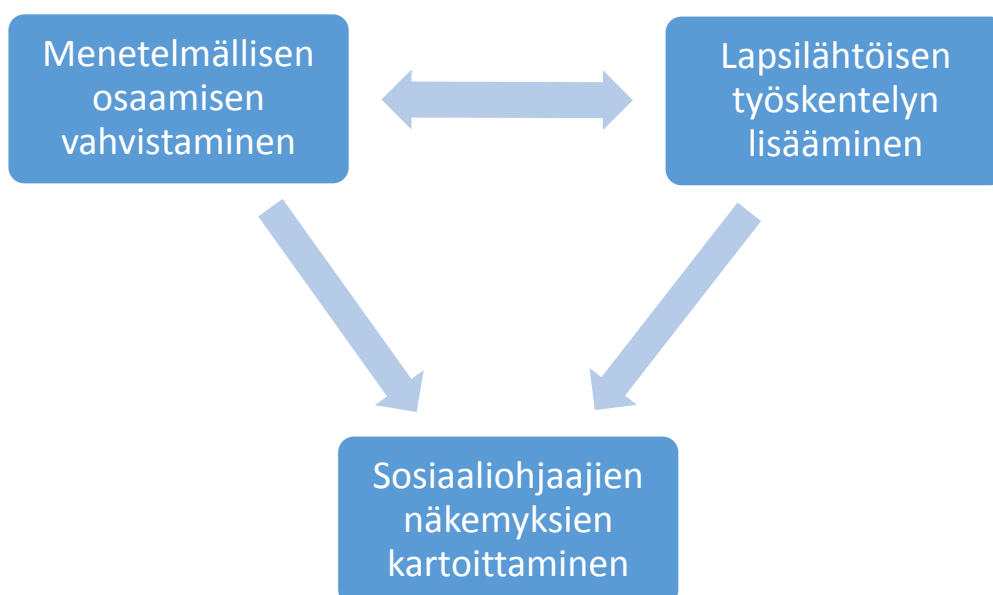 Menetelmällisen
osaamisen
vahvistaminen
Lapsilähtöisen
työskentelyn
lisääminen
Sosiaaliohjaajien
näkemyksien
kartoittaminen